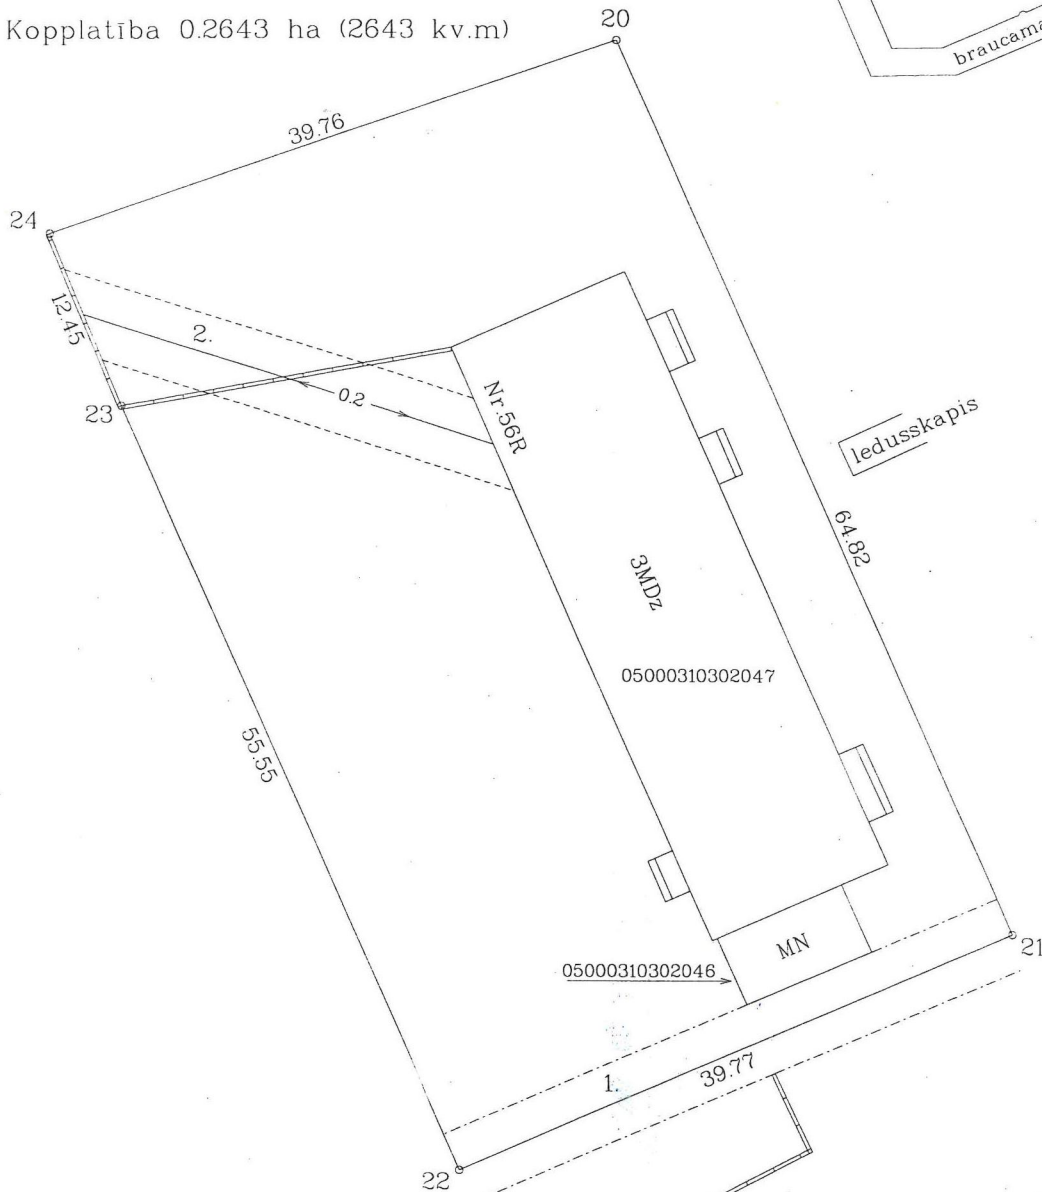 Kopplatība 0.2643 ha (2643 kv.m)
20
braucama
39.76
24
12.45
2.
23
0.2
Nr.56R
ledusskapis
64.82
3MDz
05000310302047
55.55
MN
21
05000310302046
1.
39.77
22